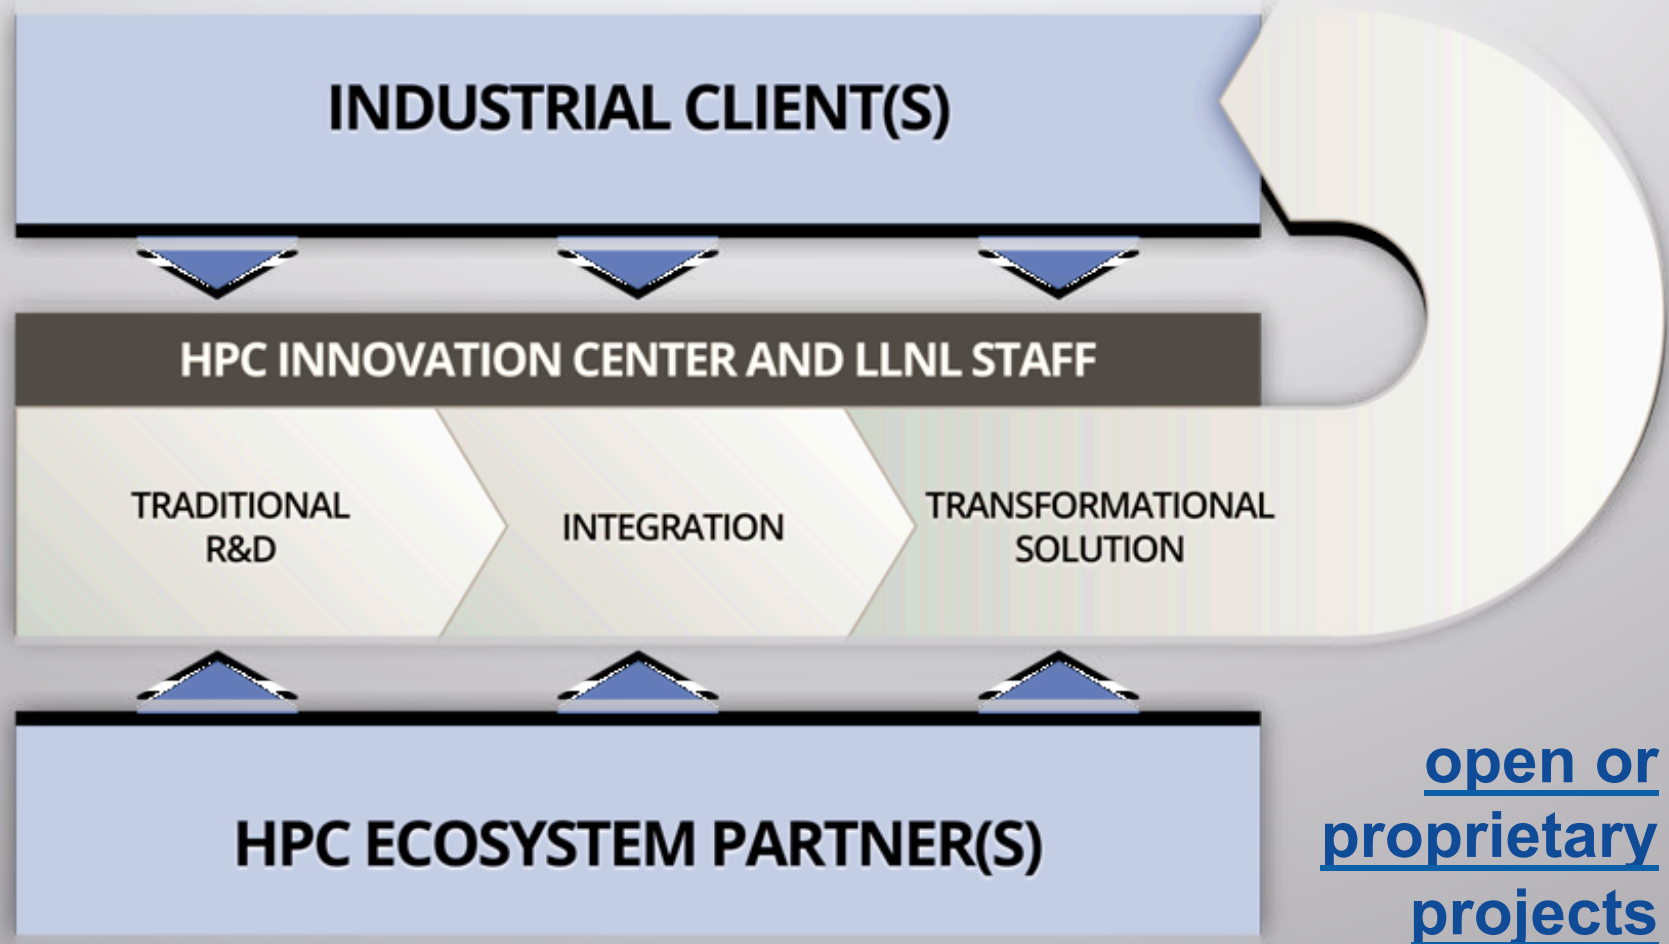 INDUSTRIAL CLIENT(S)
HPC INNOVATION CENTER AND LLNL STAFF
TRADITIONAL
R&D
INTEGRATION
TRANSFORMATIONAL
SOLUTION
HPC ECOSYSTEM PARTNER(S)
open or
proprietary
projects